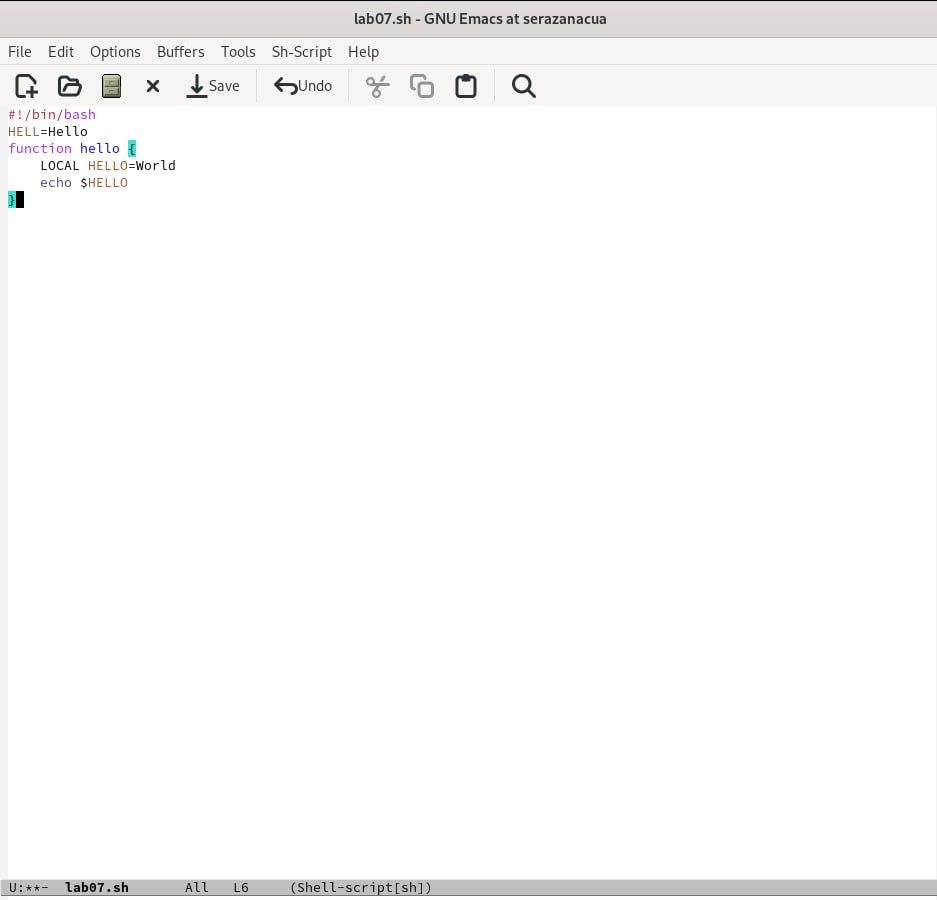 lab07.sh - GNU Emacs at serazanacua
File Edit Options Buffers Tools Sh-Script Help
Save Undo
#!/bin/bash
HELL=Hello
function hello {
    LOCAL HELLO=World
    echo $HELLO
}
U:**-  lab07.sh       All   L6     (Shell-script[sh])